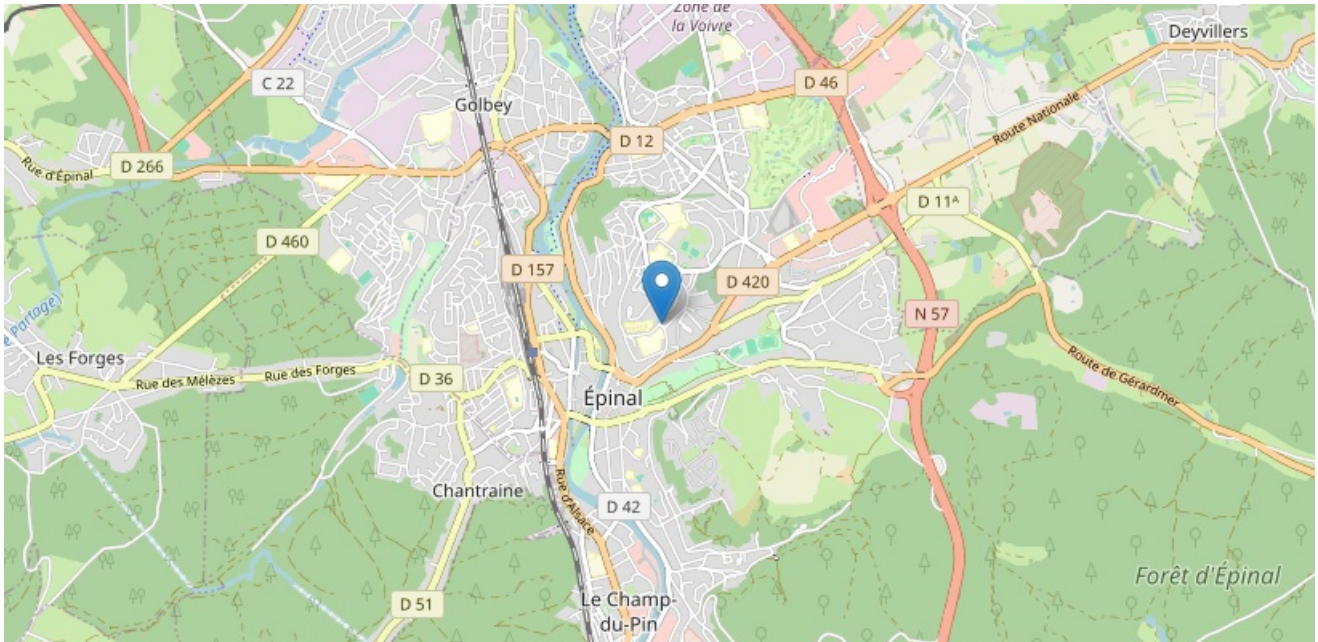 Zone de
la Voivre
Deyvillers
C 22
D 46
Golbey
Route Nationale
D 12
Rue d'Épinal
D 266
D 11ᴬ
D 460
D 157
D 420
Partage)
N 57
Les Forges
Rue des Mélèzes
Rue des Forges
D 36
Route de Gérardmer
Épinal
Chantraine
Rue d'Alsace
D 42
Forêt d'Épinal
D 51
Le Champ-
du-Pin